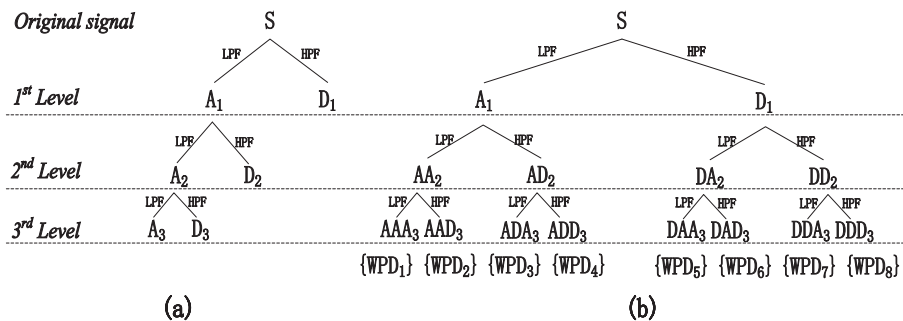 Original signal S S
LPF HPF LPF HPF
1st Level A1 D1 A1 D1
LPF HPF LPF HPF LPF HPF
2nd Level A2 D2 AA2 AD2 DA2 DD2
LPF HPF LPF HPF LPF HPF LPF HPF LPF HPF
3rd Level A3 D3 AAA3 AAD3 ADA3 ADD3 DAA3 DAD3 DDA3 DDD3
{WPD1} {WPD2} {WPD3} {WPD4} {WPD5} {WPD6} {WPD7} {WPD8}
(a) (b)